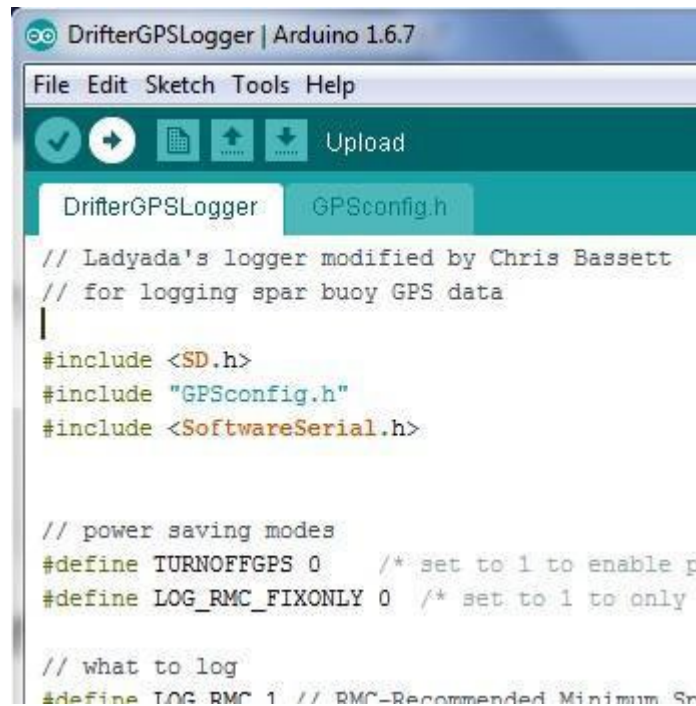 DrifterGPSLogger | Arduino 1.6.7
File Edit Sketch Tools Help
Upload
DrifterGPSLogger GPSconfig.h
// Ladyada's logger modified by Chris Bassett
// for logging spar buoy GPS data
#include <SD.h>
#include "GPSconfig.h"
#include <SoftwareSerial.h>
// power saving modes
#define TURNOFFGPS 0 /* set to 1 to enable p
#define LOG_RMC_FIXONLY 0 /* set to 1 to only
// what to log
#define LOG_RMC 1 // RMC-Recommended Minimum Sp